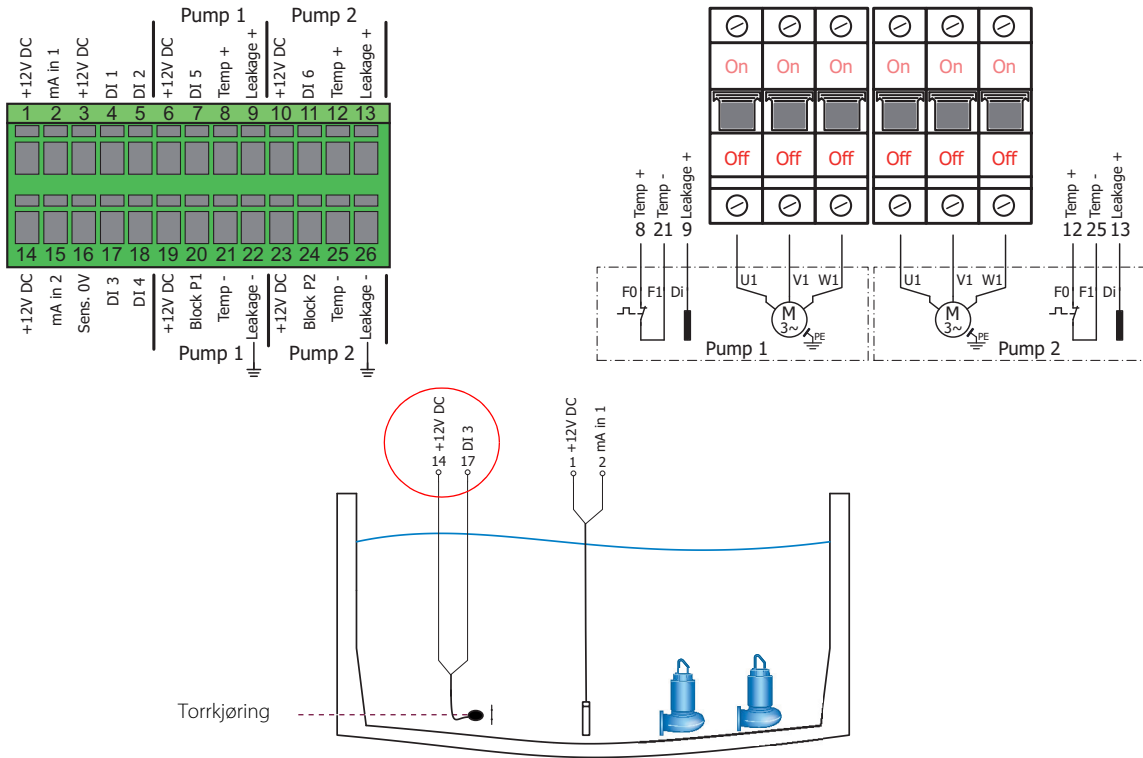 Pump 1
Pump 2
+12V DC
mA in 1
+12V DC
DI 1
DI 2
+12V DC
DI 5
Temp +
Leakage +
+12V DC
DI 6
Temp +
Leakage +
1 2 3 4 5 6 7 8 9 10 11 12 13
14 15 16 17 18 19 20 21 22 23 24 25 26
+12V DC
mA in 2
Sens. 0V
DI 3
DI 4
+12V DC
Block P1
Temp -
Leakage -
+12V DC
Block P2
Temp -
Leakage -
Pump 1
Pump 2
On On On On On On
Off Off Off Off Off Off
8 Temp +
21 Temp -
9 Leakage +
12 Temp +
25 Temp -
13 Leakage +
F0 F1 Di
U1 V1 W1
M
3~
PE
Pump 1
U1 V1 W1
M
3~
PE
F0 F1 Di
Pump 2
14 +12V DC
17 DI 3
1 +12V DC
2 mA in 1
Torrkjøring